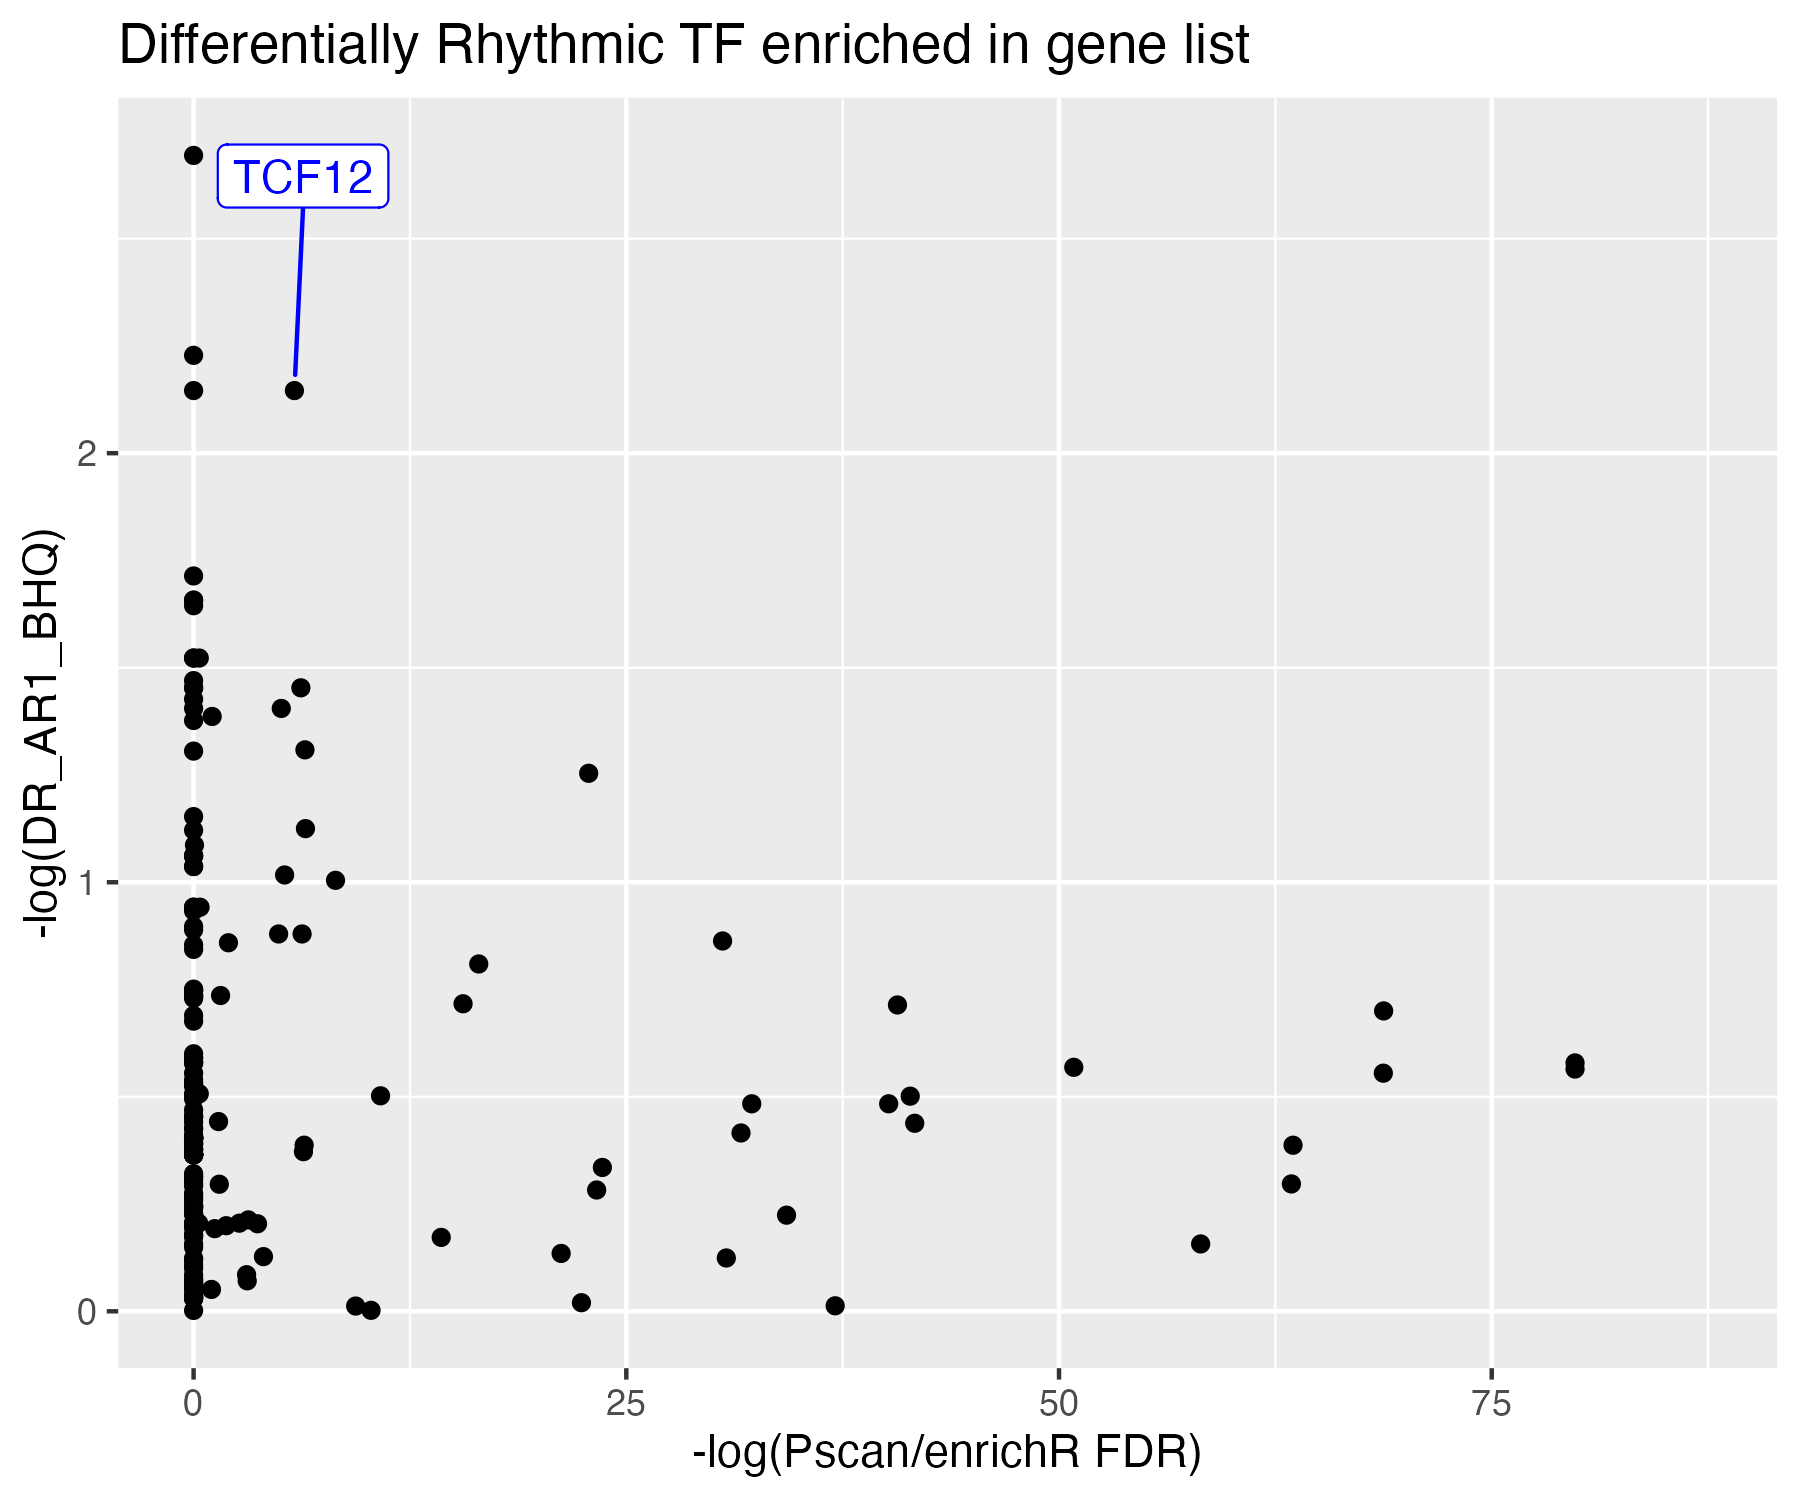 Differentially Rhythmic TF enriched in gene list
TCF12
2
1
0
-log(DR_AR1_BHQ)
0 25 50 75
-log(Pscan/enrichR FDR)